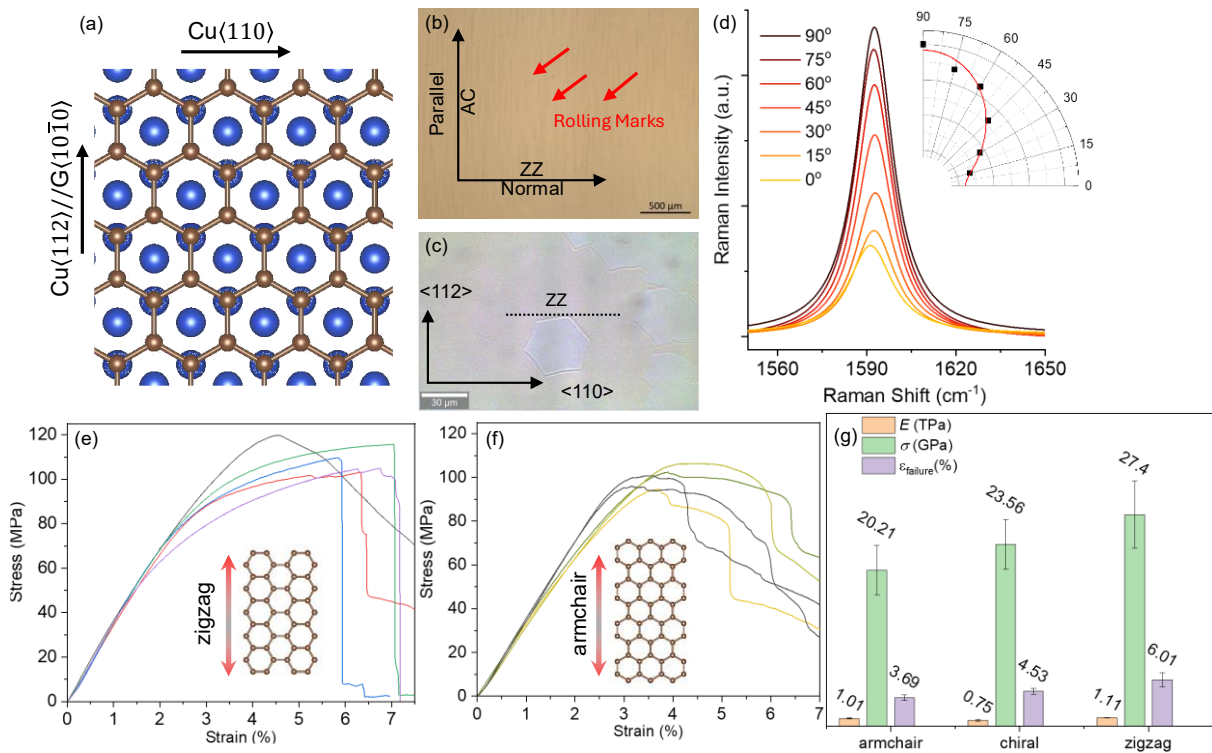 (a)
Cu⟨110⟩
Cu⟨112⟩//G⟨101̅0⟩
(b)
Parallel
AC
Rolling Marks
ZZ
Normal
500 μm
(c)
<112>
ZZ
<110>
30 μm
(d)
90°
75°
60°
45°
30°
15°
0°
90
75
60
45
30
15
0
Raman Intensity (a.u.)
1560
1590
1620
1650
Raman Shift (cm⁻¹)
(e)
120
100
80
60
40
20
0
Stress (MPa)
zigzag
0
1
2
3
4
5
6
7
Strain (%)
(f)
120
100
80
60
40
20
0
Stress (MPa)
armchair
0
1
2
3
4
5
6
7
Strain (%)
(g)
E (TPa)
σ (GPa)
εfailure(%)
20.21
23.56
27.4
1.01
3.69
0.75
4.53
1.11
6.01
armchair
chiral
zigzag